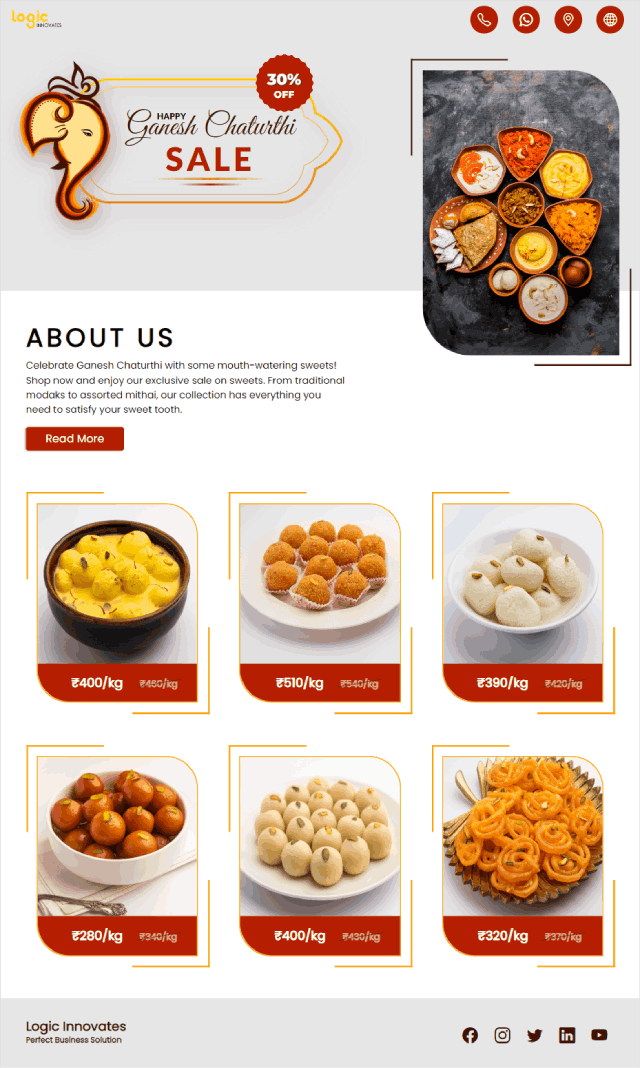 Logic
INNOVATES
30%
OFF
HAPPY
Ganesh Chaturthi
SALE
ABOUT US
Celebrate Ganesh Chaturthi with some mouth-watering sweets!
Shop now and enjoy our exclusive sale on sweets. From traditional
modaks to assorted mithai, our collection has everything you
need to satisfy your sweet tooth.
Read More
₹400/kg ₹460/kg
₹510/kg ₹540/kg
₹390/kg ₹420/kg
₹280/kg ₹340/kg
₹400/kg ₹430/kg
₹320/kg ₹370/kg
Logic Innovates
Perfect Business Solution